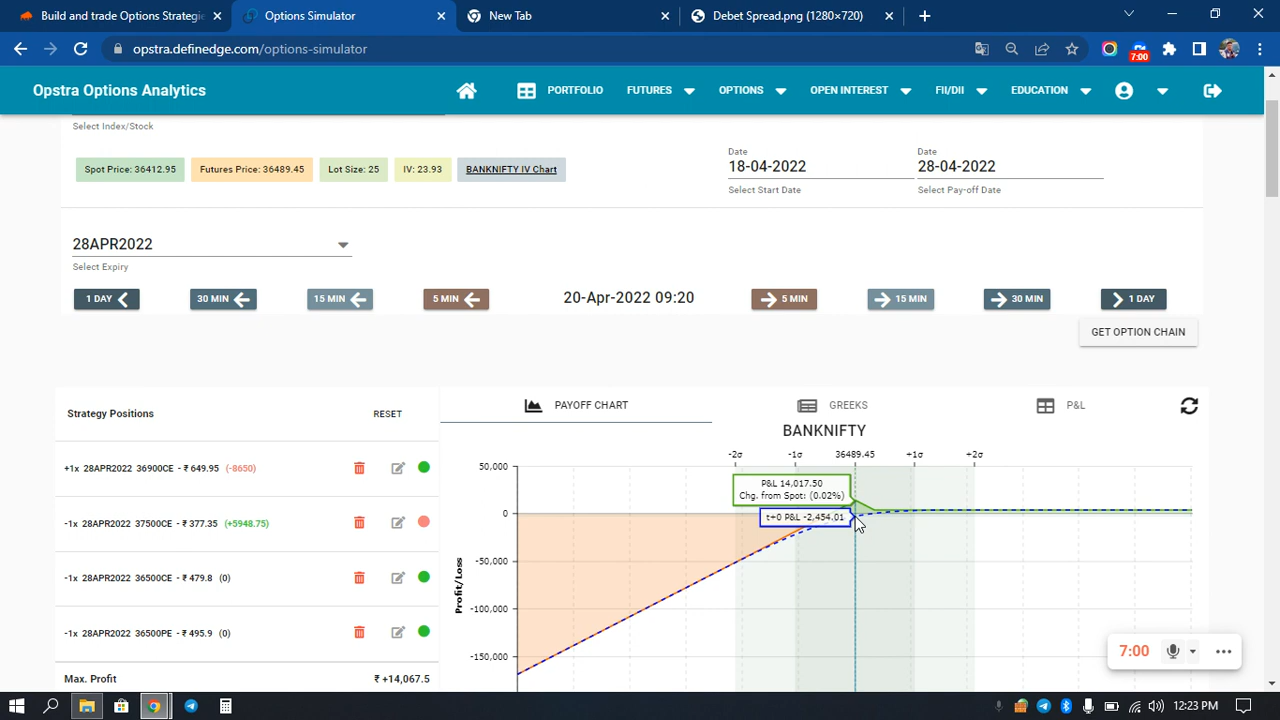 Build and trade Options Strategie
Options Simulator
New Tab
Debet Spread.png (1280×720)
opstra.definedge.com/options-simulator
7:00
Opstra Options Analytics
PORTFOLIO
FUTURES
OPTIONS
OPEN INTEREST
FII/DII
EDUCATION
Select Index/Stock
Spot Price: 36412.95
Futures Price: 36489.45
Lot Size: 25
IV: 23.93
BANKNIFTY IV Chart
Date
18-04-2022
Select Start Date
Date
28-04-2022
Select Pay-off Date
28APR2022
Select Expiry
1 DAY
30 MIN
15 MIN
5 MIN
20-Apr-2022 09:20
5 MIN
15 MIN
30 MIN
1 DAY
GET OPTION CHAIN
Strategy Positions
RESET
+1x 28APR2022 36900CE - ₹ 649.95 (-8650)
-1x 28APR2022 37500CE - ₹ 377.35 (+5948.75)
-1x 28APR2022 36500CE - ₹ 479.8 (0)
-1x 28APR2022 36500PE - ₹ 495.9 (0)
Max. Profit
₹ +14,067.5
PAYOFF CHART
GREEKS
P&L
BANKNIFTY
-2σ
-1σ
36489.45
+1σ
+2σ
50,000
0
-50,000
-100,000
-150,000
Profit/Loss
P&L 14,017.50
Chg. from Spot: (0.02%)
t+0 P&L -2,454.01
7:00
12:23 PM